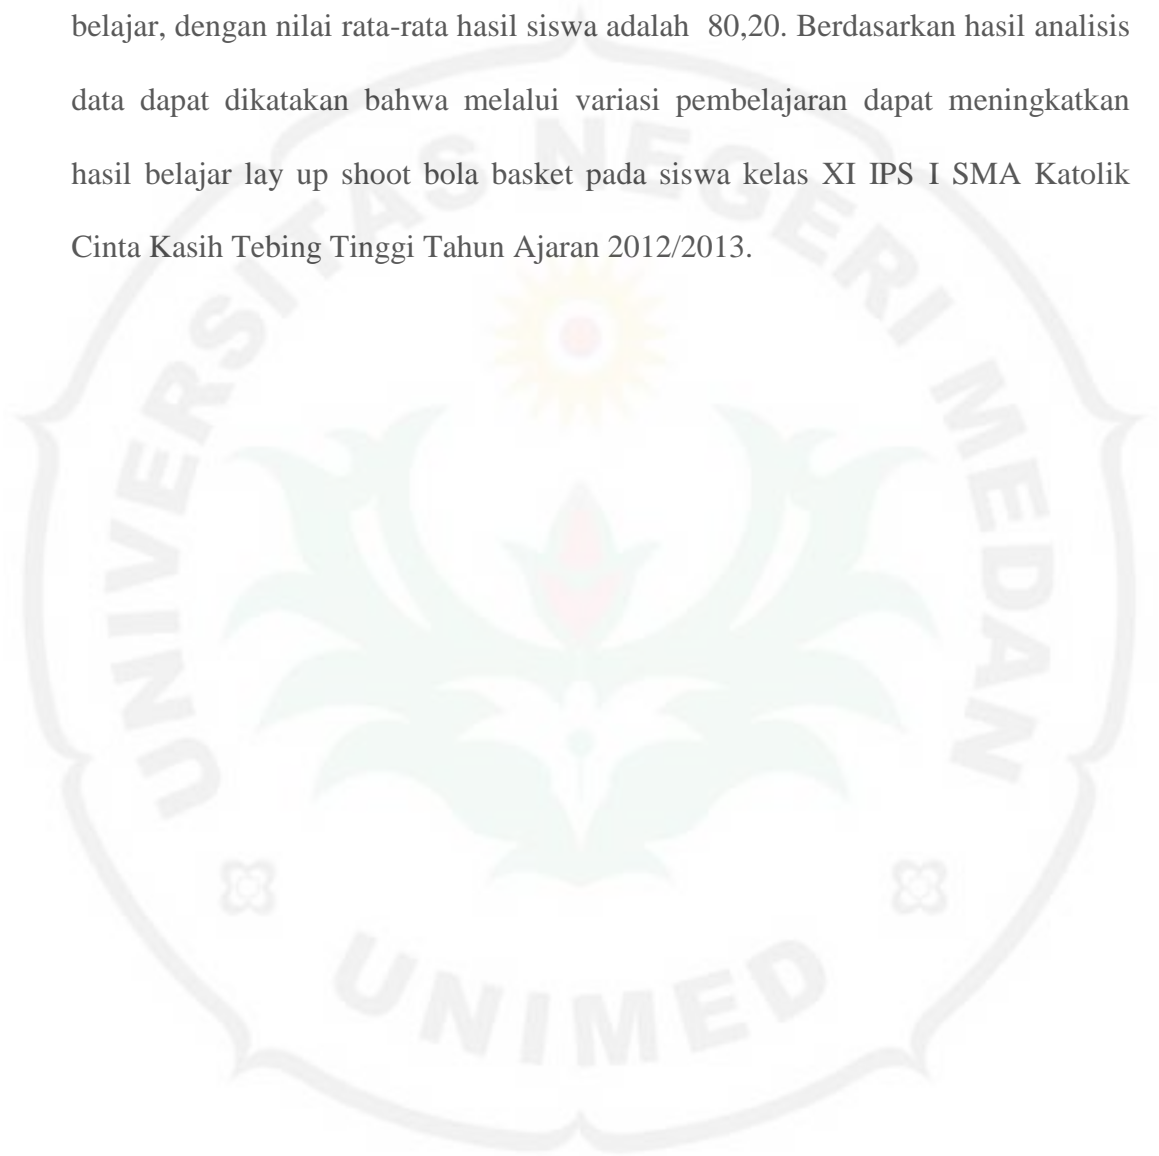 belajar, dengan nilai rata-rata hasil siswa adalah  80,20. Berdasarkan hasil analisis
data dapat dikatakan bahwa melalui variasi pembelajaran dapat meningkatkan
hasil belajar lay up shoot bola basket pada siswa kelas XI IPS I SMA Katolik
Cinta Kasih Tebing Tinggi Tahun Ajaran 2012/2013.
UNIVERSITAS NEGERI MEDAN
UNIMED